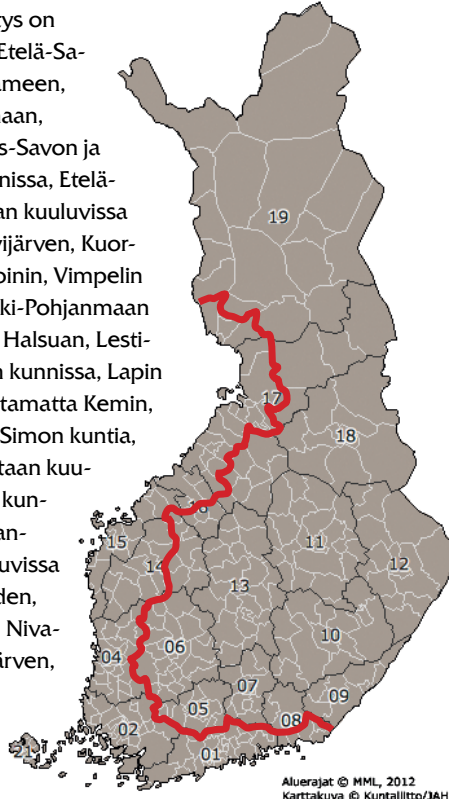 tys on
Etelä-Sa-
ameen,
naan,
s-Savon ja
nissa, Etelä-
an kuuluvissa
vijärven, Kuor-
oinin, Vimpelin
ki-Pohjanmaan
Halsuan, Lesti-
n kunnissa, Lapin
tamatta Kemin,
Simon kuntia,
taan kuu-
kun-
an-
uvissa
den,
Niva-
ärven,
19
17
18
16
15
14
11
12
13
10
06
04
07
09
05
08
02
01
21
Aluerajat © MML, 2012
Karttakuva © Kuntaliitto/JAH